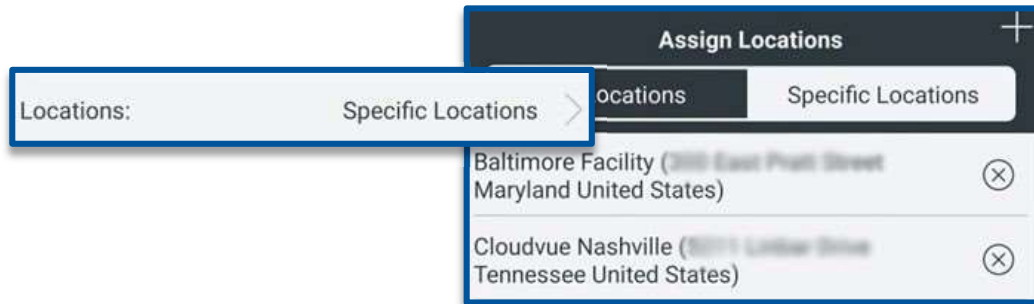 Assign Locations
Locations: Specific Locations
ocations Specific Locations
Baltimore Facility (
Maryland United States)
Cloudvue Nashville (
Tennessee United States)